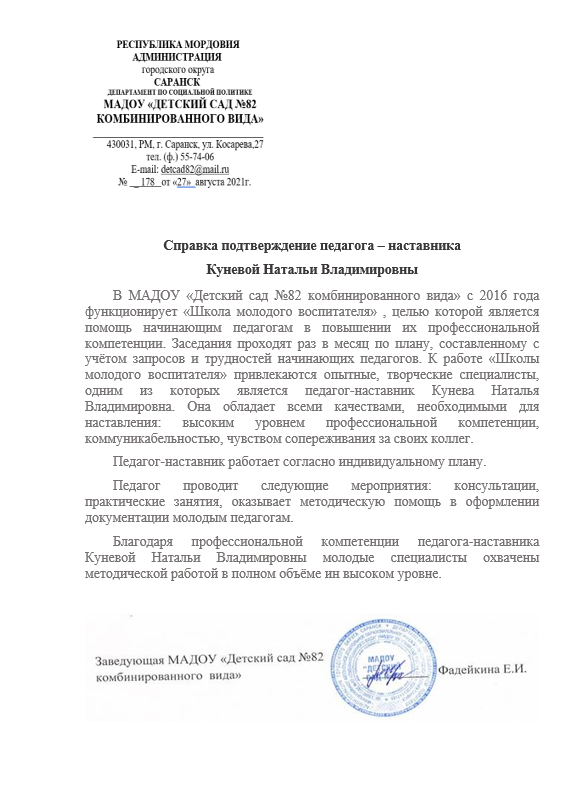 РЕСПУБЛИКА МОРДОВИЯ
АДМИНИСТРАЦИЯ
городского округа
САРАНСК
ДЕПАРТАМЕНТ ПО СОЦИАЛЬНОЙ ПОЛИТИКЕ
МАДОУ «ДЕТСКИЙ САД №82
КОМБИНИРОВАННОГО ВИДА»
430031, РМ, г. Саранск, ул. Косарева,27
тел. (ф.) 55-74-06
E-mail: detcad82@mail.ru
№ _ 178_ от «27» августа 2021г.
Справка подтверждение педагога – наставника
Куневой Натальи Владимировны
В МАДОУ «Детский сад №82 комбинированного вида» с 2016 года
функционирует «Школа молодого воспитателя» , целью которой является
помощь начинающим педагогам в повышении их профессиональной
компетенции. Заседания проходят раз в месяц по плану, составленному с
учётом запросов и трудностей начинающих педагогов. К работе «Школы
молодого воспитателя» привлекаются опытные, творческие специалисты,
одним из которых является педагог-наставник Кунева Наталья
Владимировна. Она обладает всеми качествами, необходимыми для
наставления: высоким уровнем профессиональной компетенции,
коммуникабельностью, чувством сопереживания за своих коллег.
Педагог-наставник работает согласно индивидуальному плану.
Педагог проводит следующие мероприятия: консультации,
практические занятия, оказывает методическую помощь в оформлении
документации молодым педагогам.
Благодаря профессиональной компетенции педагога-наставника
Куневой Натальи Владимировны молодые специалисты охвачены
методической работой в полном объёме ин высоком уровне.
Заведующая МАДОУ «Детский сад №82
комбинированного вида»
МАДОУ
"ДЕТСКИЙ
Фадейкина Е.И.